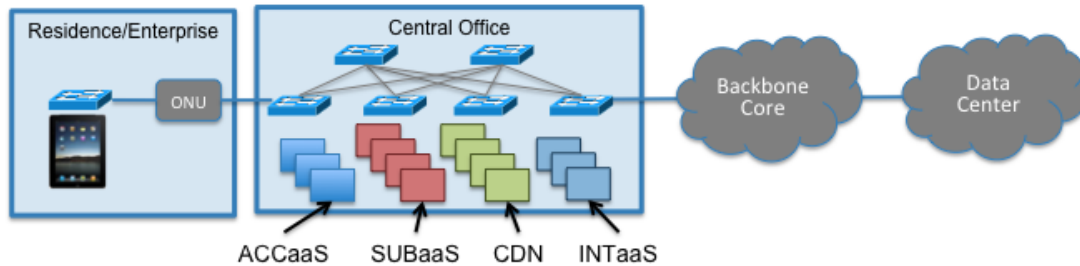 Residence/Enterprise
Central Office
ONU
Backbone
Core
Data
Center
ACCaaS
SUBaaS
CDN
INTaaS